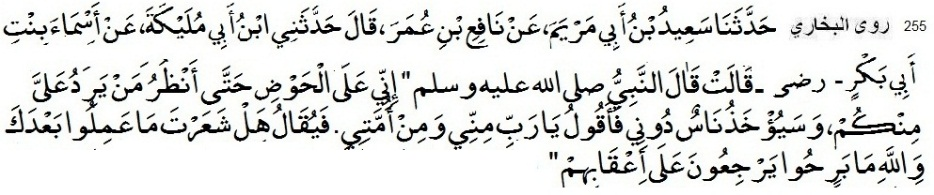 255 روى البخاري حَدَّثَنَا سَعِيدُ بْنُ أَبِي مَرْيَمَ، عَنْ نَافِعِ بْنِ عُمَرَ، قَالَ حَدَّثَنِي ابْنُ أَبِي مُلَيْكَةَ، عَنْ أَسْمَاءَ بِنْتِ
أَبِي بَكْرٍ - رضى - قَالَتْ قَالَ النَّبِيُّ صلى الله عليه وسلم " إِنِّي عَلَى الْحَوْضِ حَتَّى أَنْظُرُ مَنْ يَرِدُ عَلَىَّ
مِنْكُمْ، وَسَيُؤْخَذُ نَاسٌ دُونِي فَأَقُولُ يَا رَبِّ مِنِّي وَمِنْ أُمَّتِي. فَيُقَالُ هَلْ شَعَرْتَ مَا عَمِلُوا بَعْدَكَ
وَاللَّهِ مَا بَرِحُوا يَرْجِعُونَ عَلَى أَعْقَابِهِمْ "